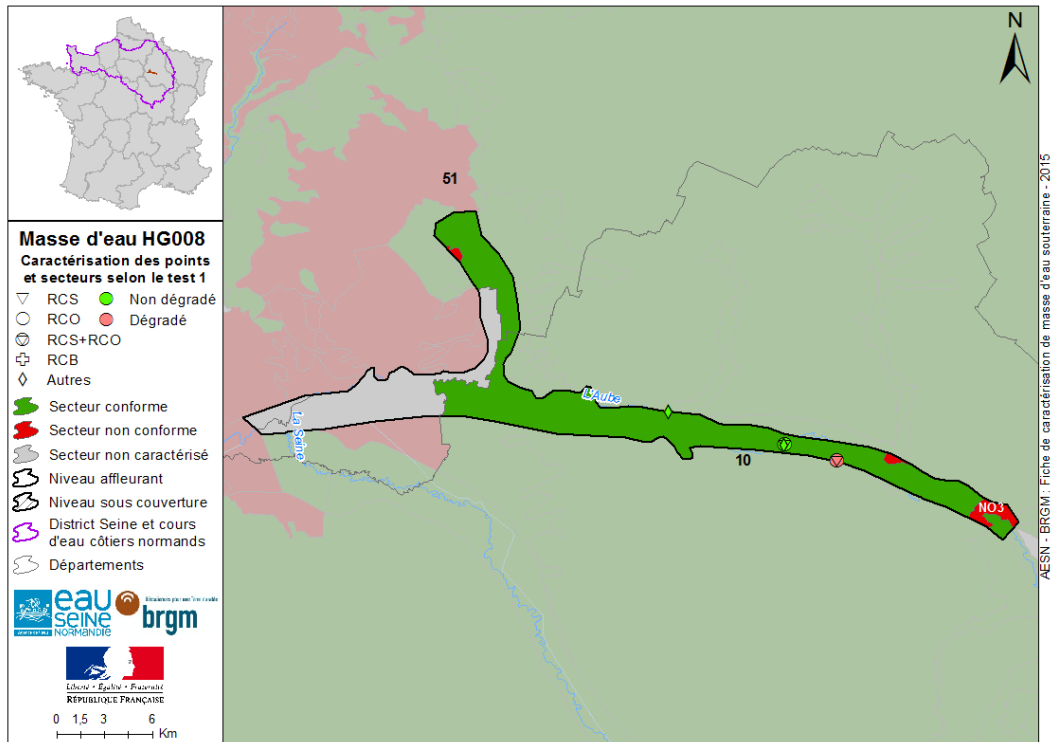 Masse d'eau HG008
Caractérisation des points
et secteurs selon le test 1
RCS
Non dégradé
RCO
Dégradé
RCS+RCO
RCB
Autres
Secteur conforme
Secteur non conforme
Secteur non caractérisé
Niveau affleurant
Niveau sous couverture
District Seine et cours
d'eau côtiers normands
Départements
eau
SEINE
NORMANDIE
brgm
Liberté • Égalité • Fraternité
RÉPUBLIQUE FRANÇAISE
0 1,5 3 6
Km
N
51
L'Aube
La Seine
10
NO3
AESN - BRGM : Fiche de caractérisation de masse d'eau souterraine - 2015